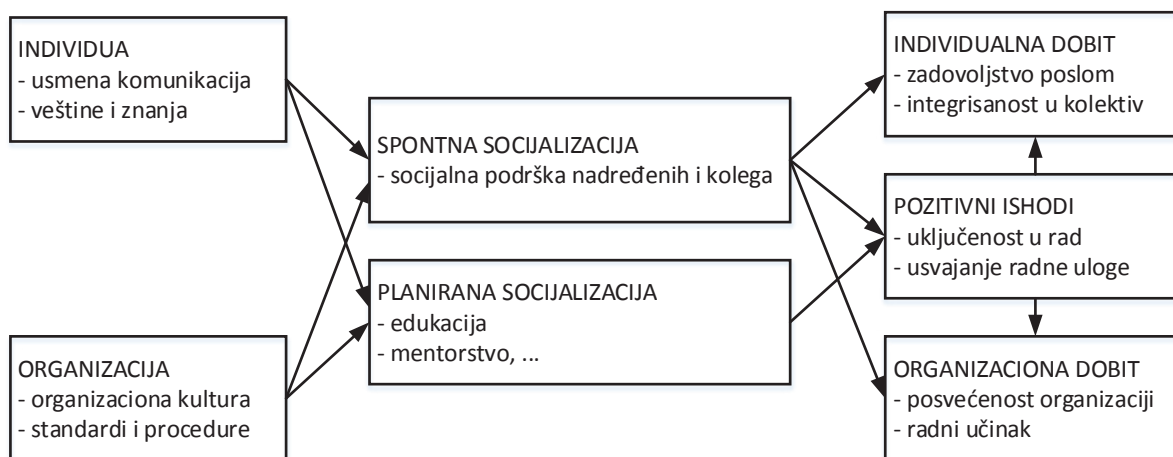 INDIVIDUA
- usmena komunikacija
- veštine i znanja
ORGANIZACIJA
- organizaciona kultura
- standardi i procedure
SPONTNA SOCIJALIZACIJA
- socijalna podrška nadređenih i kolega
PLANIRANA SOCIJALIZACIJA
- edukacija
- mentorstvo, ...
INDIVIDUALNA DOBIT
- zadovoljstvo poslom
- integrisanost u kolektiv
POZITIVNI ISHODI
- uključenost u rad
- usvajanje radne uloge
ORGANIZACIONA DOBIT
- posvećenost organizaciji
- radni učinak